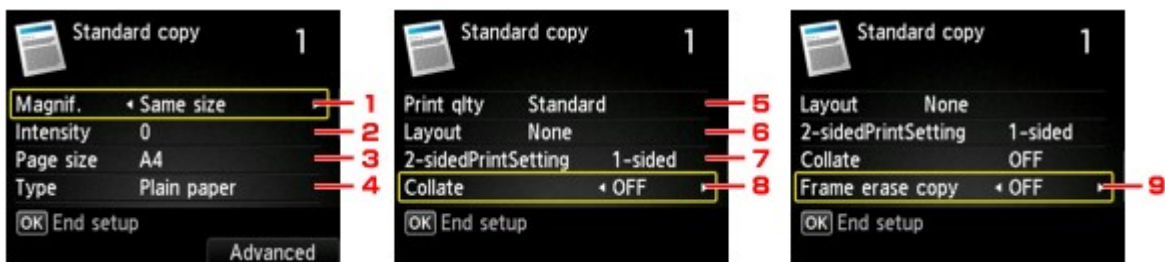 Standard copy 1
Magnif. Same size 1
Intensity 0 2
Page size A4 3
Type Plain paper 4
OK End setup
Advanced
Standard copy 1
Print qlty Standard 5
Layout None 6
2-sidedPrintSetting 1-sided 7
Collate OFF 8
OK End setup
Standard copy 1
Layout None
2-sidedPrintSetting 1-sided
Collate OFF
Frame erase copy OFF 9
OK End setup